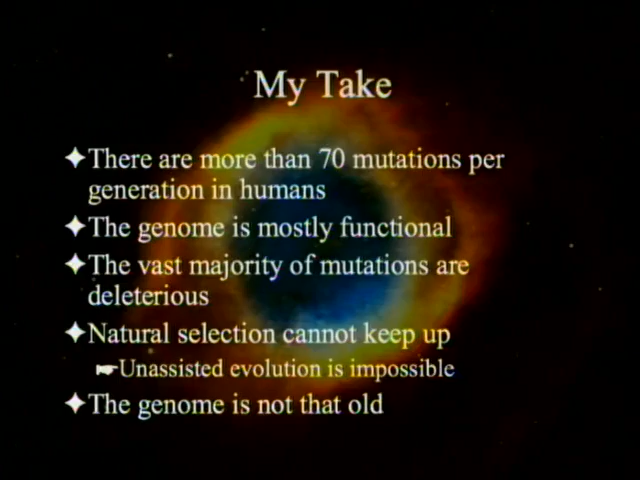 My Take
✦There are more than 70 mutations per
generation in humans
✦The genome is mostly functional
✦The vast majority of mutations are
deleterious
✦Natural selection cannot keep up
☛Unassisted evolution is impossible
✦The genome is not that old